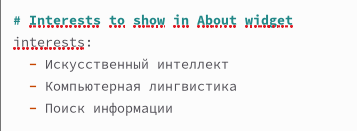 # Interests to show in About widget
interests:
- Искусственный интеллект
- Компьютерная лингвистика
- Поиск информации